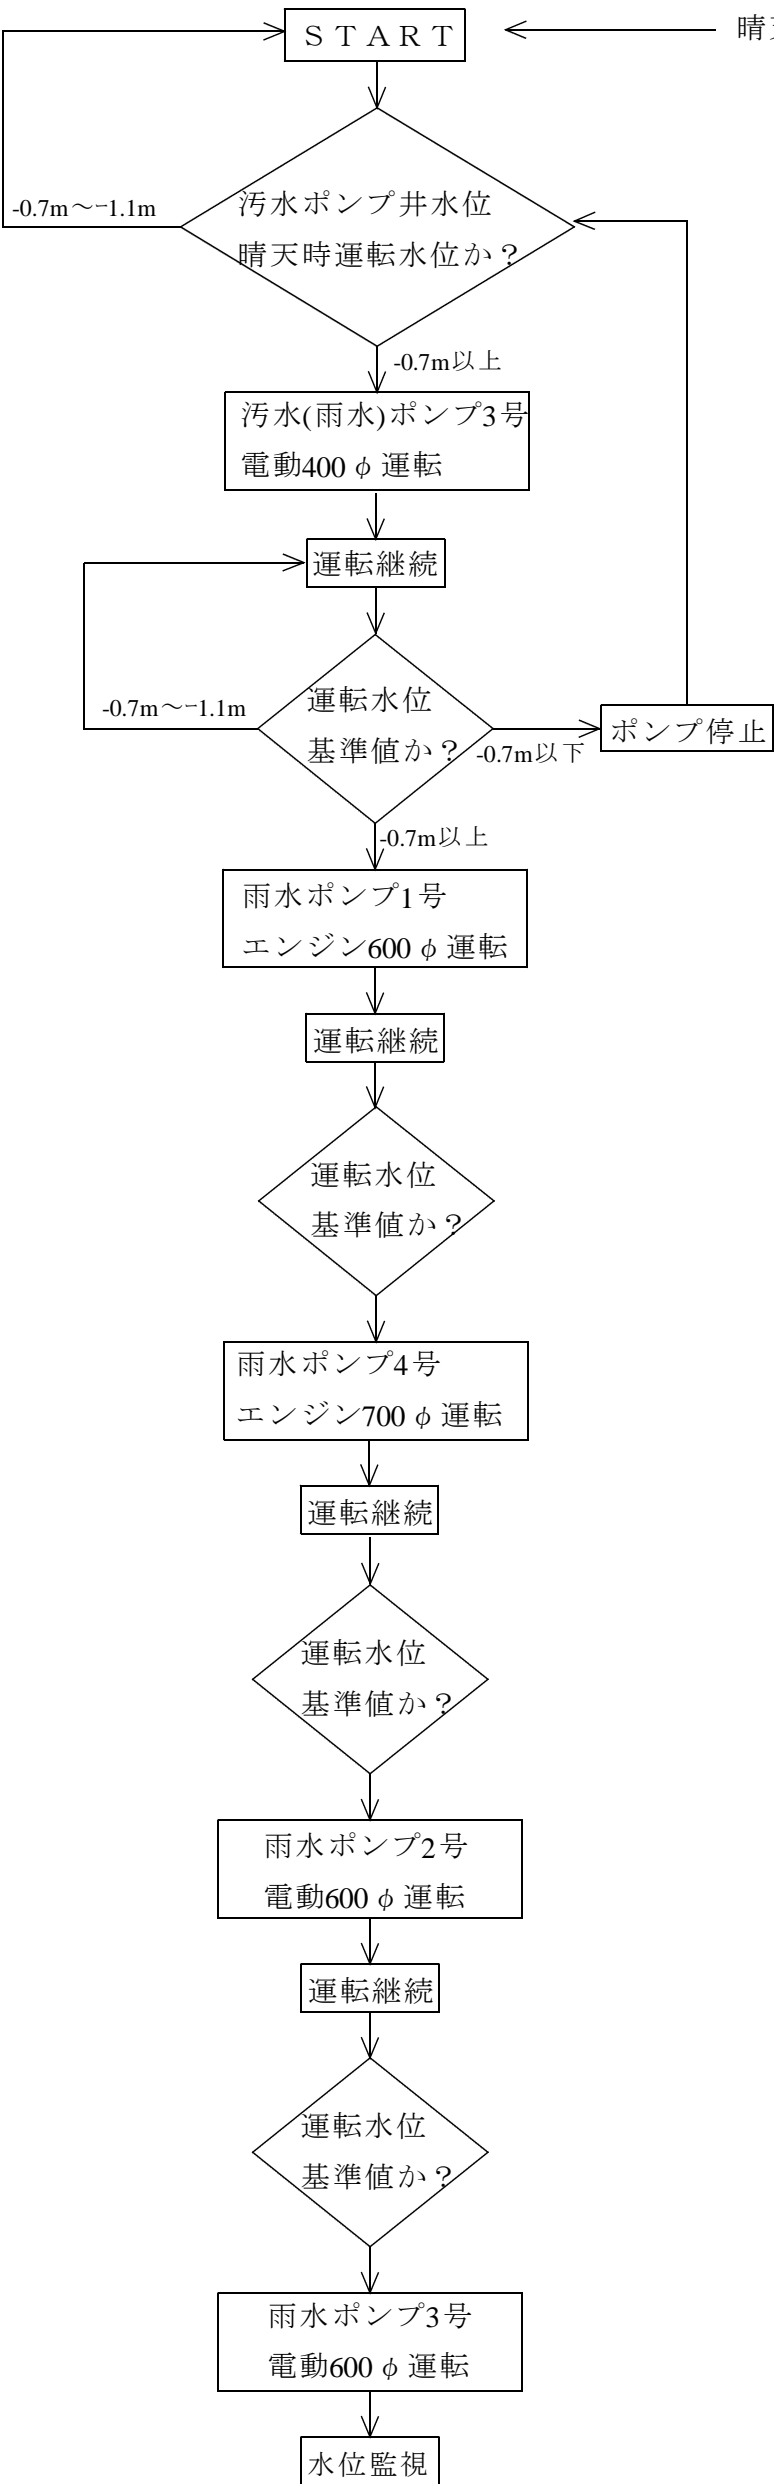 ＳＴＡＲＴ
晴
-0.7m～-1.1m
汚水ポンプ井水位
晴天時運転水位か？
-0.7m以上
汚水(雨水)ポンプ3号
電動400φ運転
運転継続
-0.7m～-1.1m
運転水位
基準値か？
-0.7m以下
ポンプ停止
-0.7m以上
雨水ポンプ1号
エンジン600φ運転
運転継続
運転水位
基準値か？
雨水ポンプ4号
エンジン700φ運転
運転継続
運転水位
基準値か？
雨水ポンプ2号
電動600φ運転
運転継続
運転水位
基準値か？
雨水ポンプ3号
電動600φ運転
水位監視